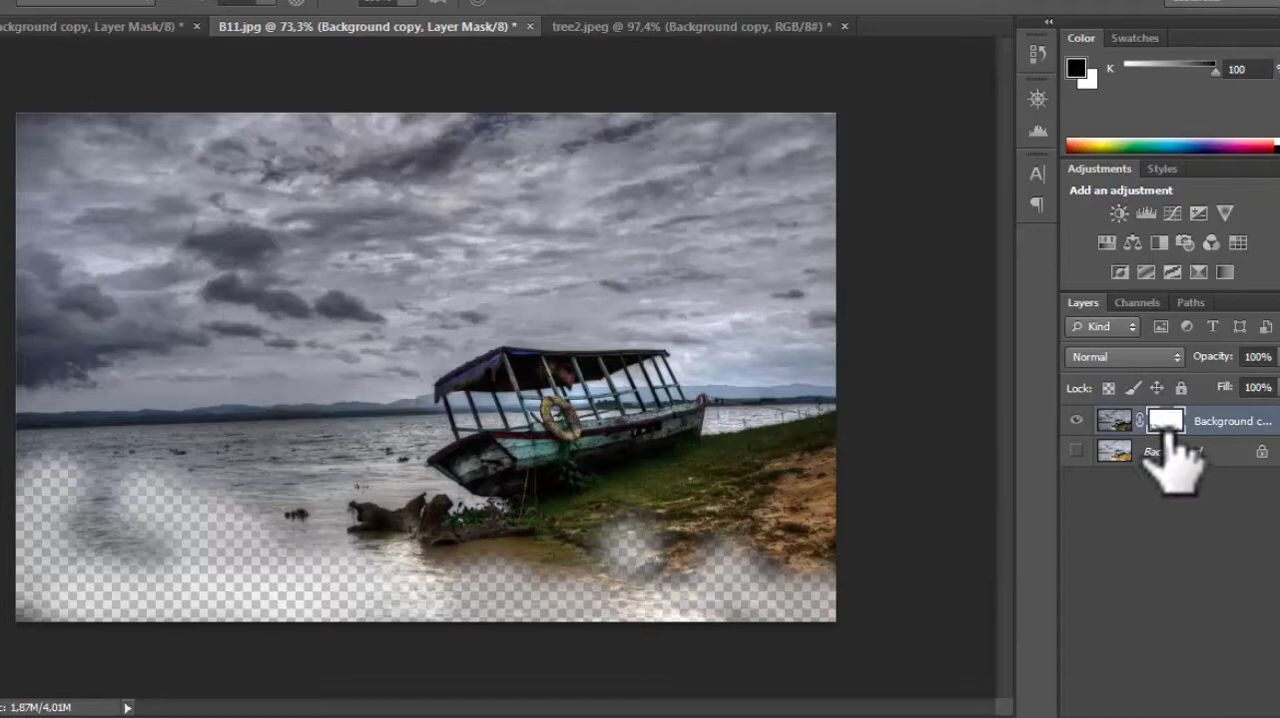 ackground copy, Layer Mask/8) * × B11.jpg @ 73,3% (Background copy, Layer Mask/8) * × tree2.jpeg @ 97,4% (Background copy, RGB/8#) * ×
Color Swatches
K 100
Adjustments Styles
Add an adjustment
Layers Channels Paths
Kind
Normal Opacity: 100%
Lock: Fill: 100%
Background c...
c: 1,87M/4,01M